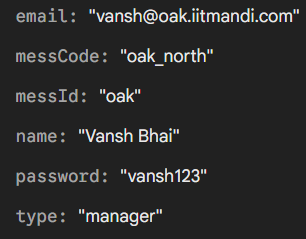 email: "vansh@oak.iitmandi.com"
messCode: "oak_north"
messId: "oak"
name: "Vansh Bhai"
password: "vansh123"
type: "manager"